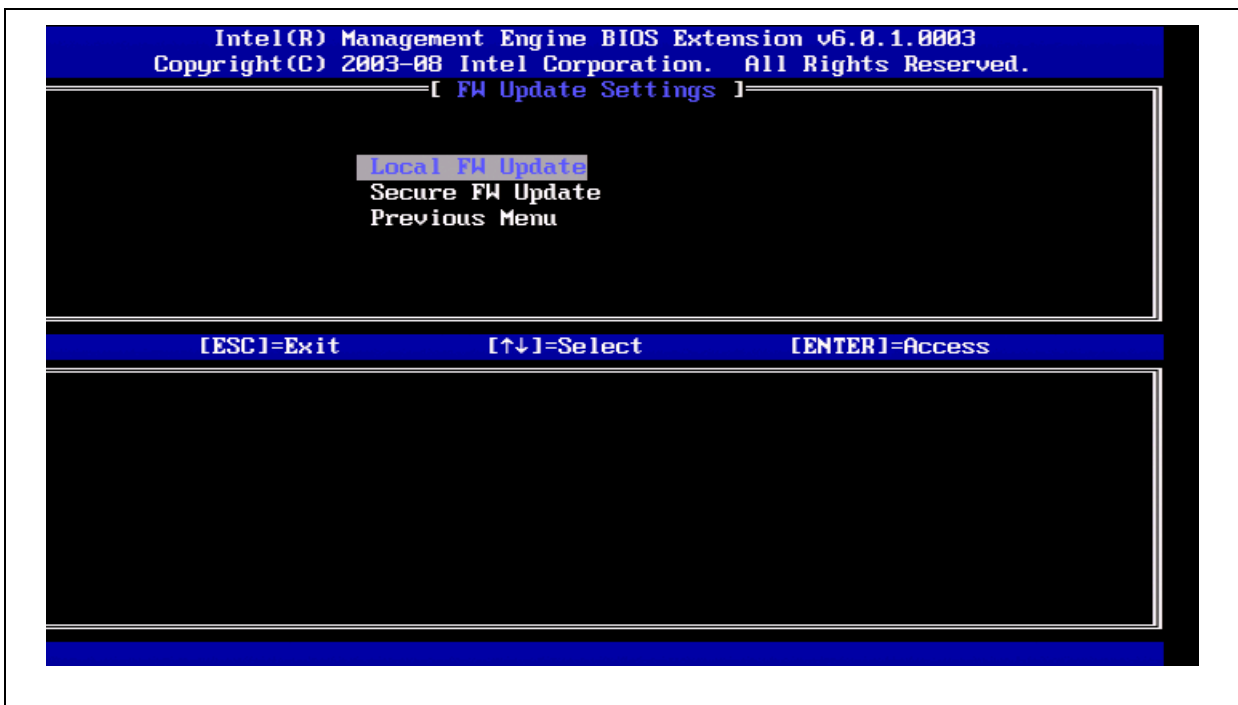 Intel(R) Management Engine BIOS Extension v6.0.1.0003
Copyright(C) 2003-08 Intel Corporation. All Rights Reserved.
[ FW Update Settings ]
Local FW Update
Secure FW Update
Previous Menu
[ESC]=Exit [↑↓]=Select [ENTER]=Access